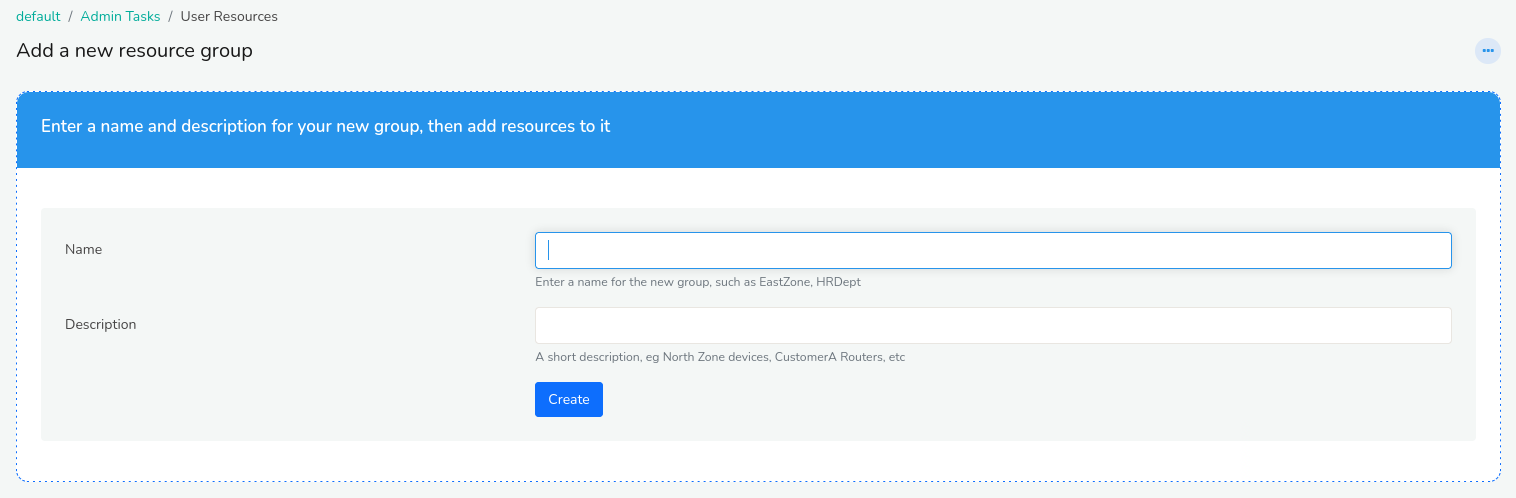 default / Admin Tasks / User Resources
Add a new resource group
Enter a name and description for your new group, then add resources to it
Name
Enter a name for the new group, such as EastZone, HRDept
Description
A short description, eg North Zone devices, CustomerA Routers, etc
Create